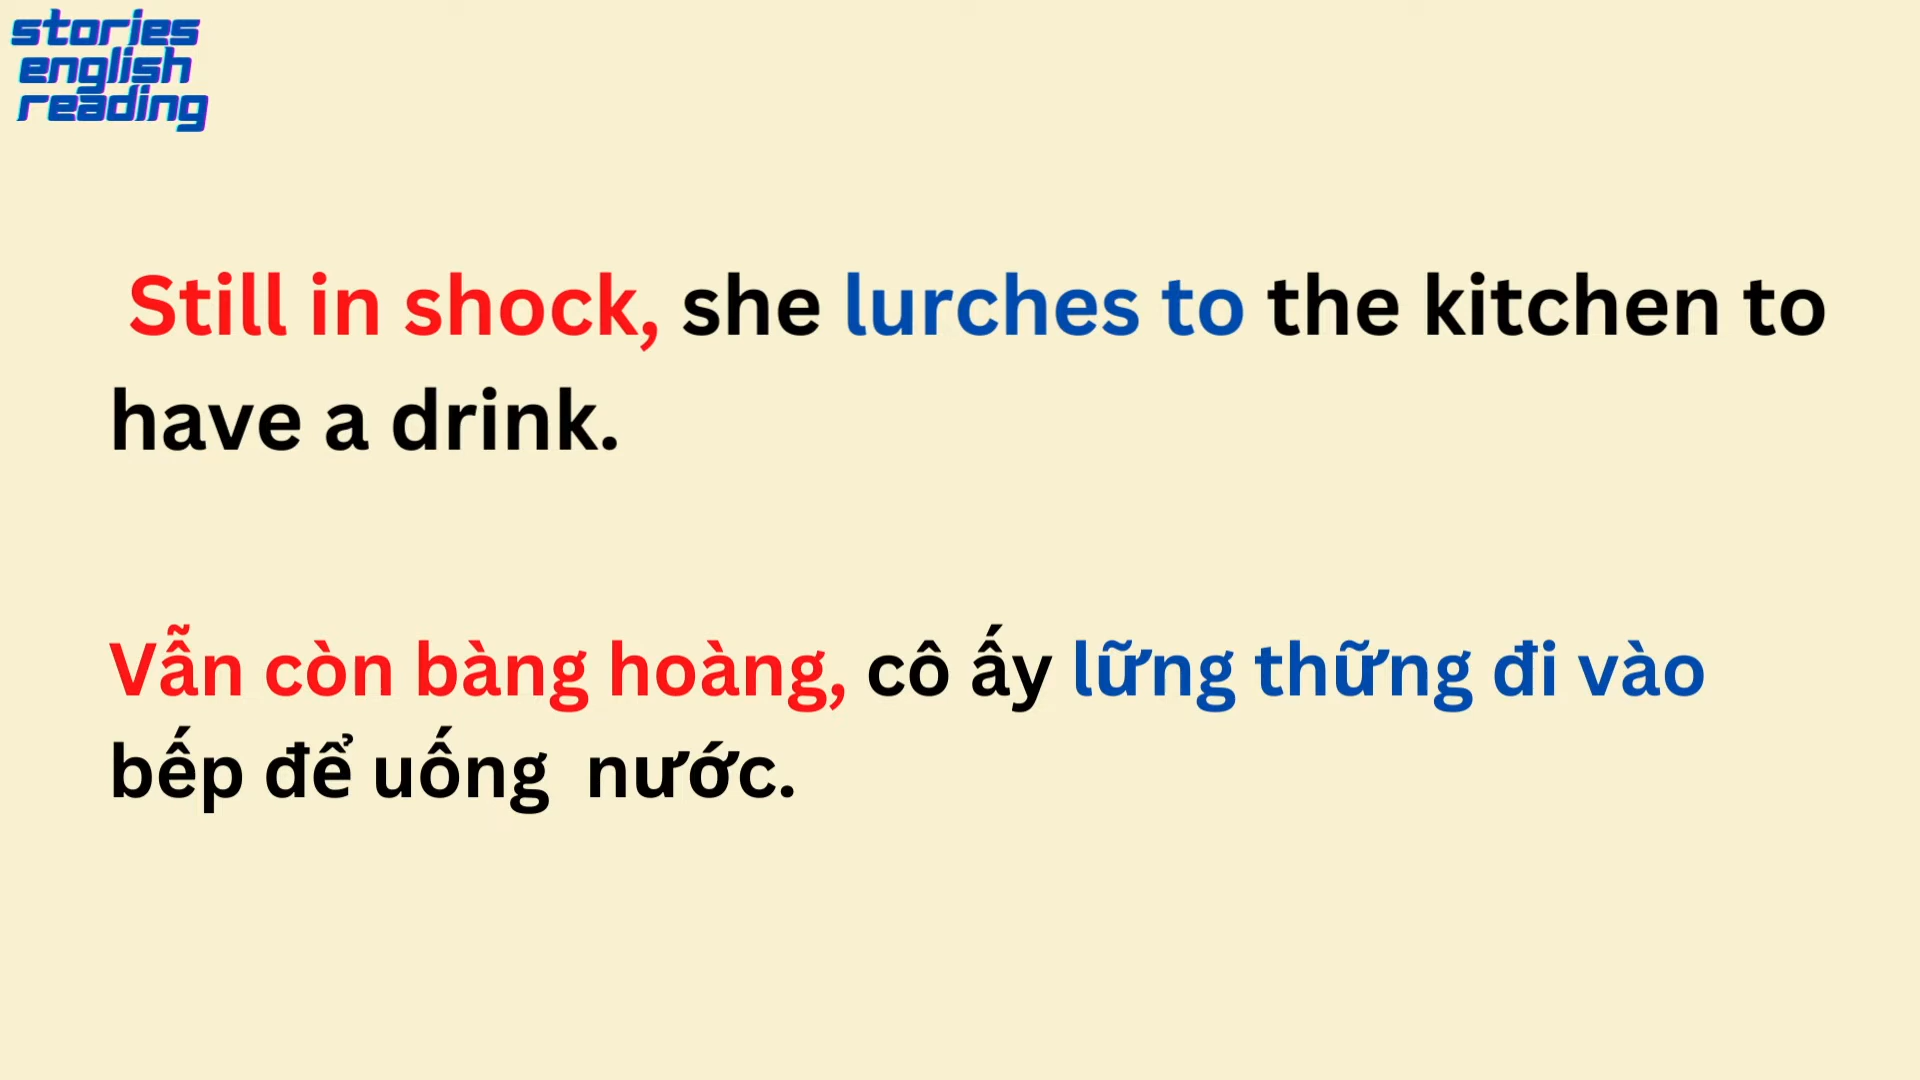 stories
english
reading
Still in shock, she lurches to the kitchen to
have a drink.
Vẫn còn bàng hoàng, cô ấy lững thững đi vào
bếp để uống nước.